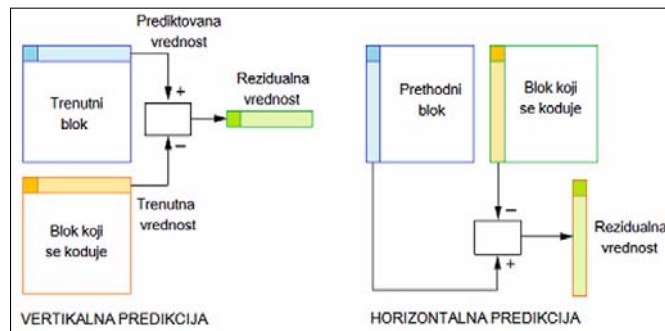 Prediktovana
vrednost
Trenutni
blok
+
−
Rezidualna
vrednost
Trenutna
vrednost
Blok koji
se koduje
VERTIKALNA PREDIKCIJA
Prethodni
blok
Blok koji
se koduje
−
+
Rezidualna
vrednost
HORIZONTALNA PREDIKCIJA